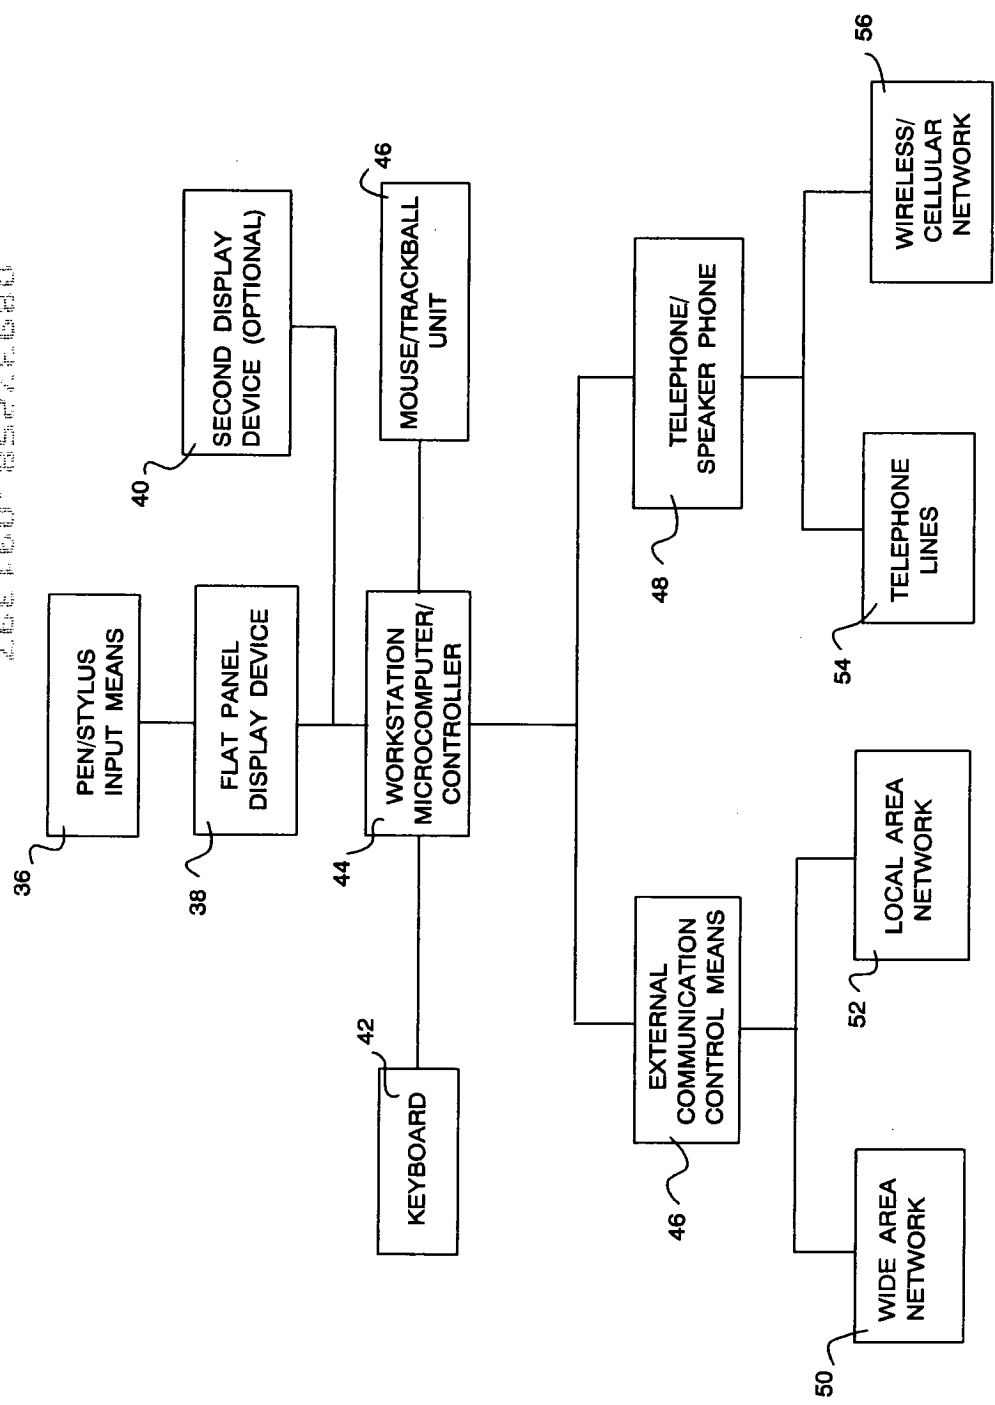 36
PEN/STYLUS
INPUT MEANS
38
FLAT PANEL
DISPLAY DEVICE
40
SECOND DISPLAY
DEVICE (OPTIONAL)
42
KEYBOARD
44
WORKSTATION
MICROCOMPUTER/
CONTROLLER
46
MOUSE/TRACKBALL
UNIT
46
EXTERNAL
COMMUNICATION
CONTROL MEANS
48
TELEPHONE/
SPEAKER PHONE
50
WIDE AREA
NETWORK
52
LOCAL AREA
NETWORK
54
TELEPHONE
LINES
56
WIRELESS/
CELLULAR
NETWORK